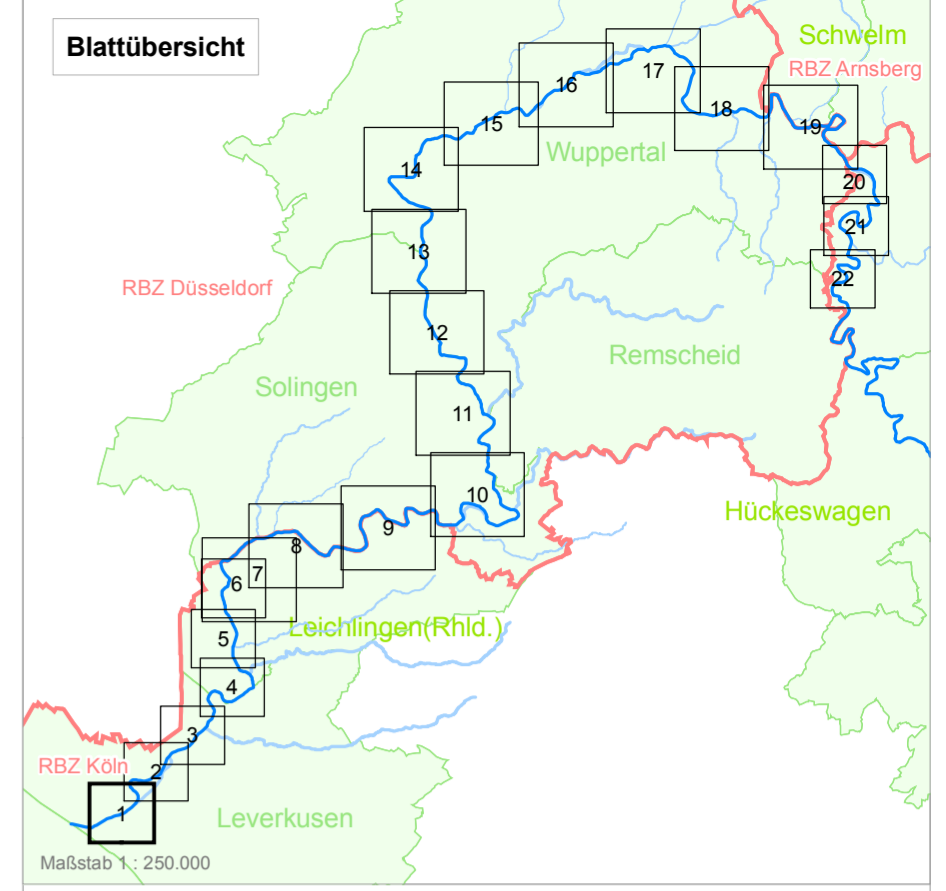 Blattübersicht
Schwelm
RBZ Arnsberg
17
16
18
15
19
Wuppertal
14
20
21
13
22
RBZ Düsseldorf
12
Remscheid
Solingen
11
10
Hückeswagen
9
8
7
6
Leichlingen(Rhld.)
5
4
3
RBZ Köln
2
1
Leverkusen
Maßstab 1 : 250.000